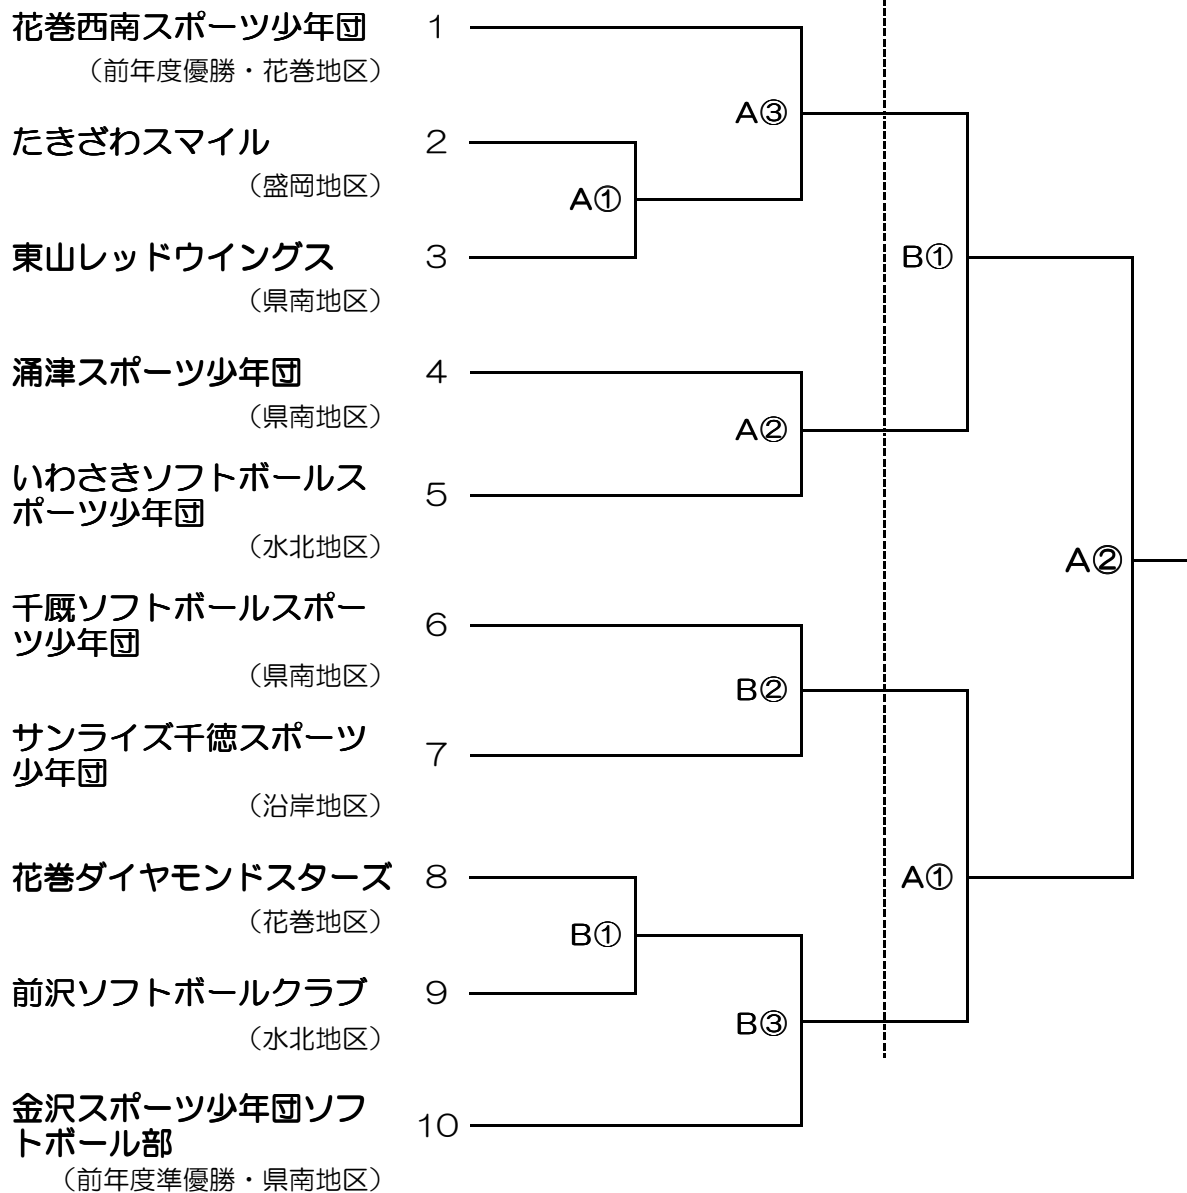 花巻西南スポーツ少年団 1
（前年度優勝・花巻地区）
A③
たきざわスマイル 2
（盛岡地区）
A①
東山レッドウイングス 3
B①
（県南地区）
涌津スポーツ少年団 4
（県南地区）
A②
いわさきソフトボールス
ポーツ少年団 5
（水北地区）
A②
千厩ソフトボールスポー
ツ少年団 6
（県南地区）
B②
サンライズ千徳スポーツ
少年団 7
（沿岸地区）
花巻ダイヤモンドスターズ 8
A①
（花巻地区）
B①
前沢ソフトボールクラブ 9
（水北地区）
B③
金沢スポーツ少年団ソフ
トボール部 10
（前年度準優勝・県南地区）